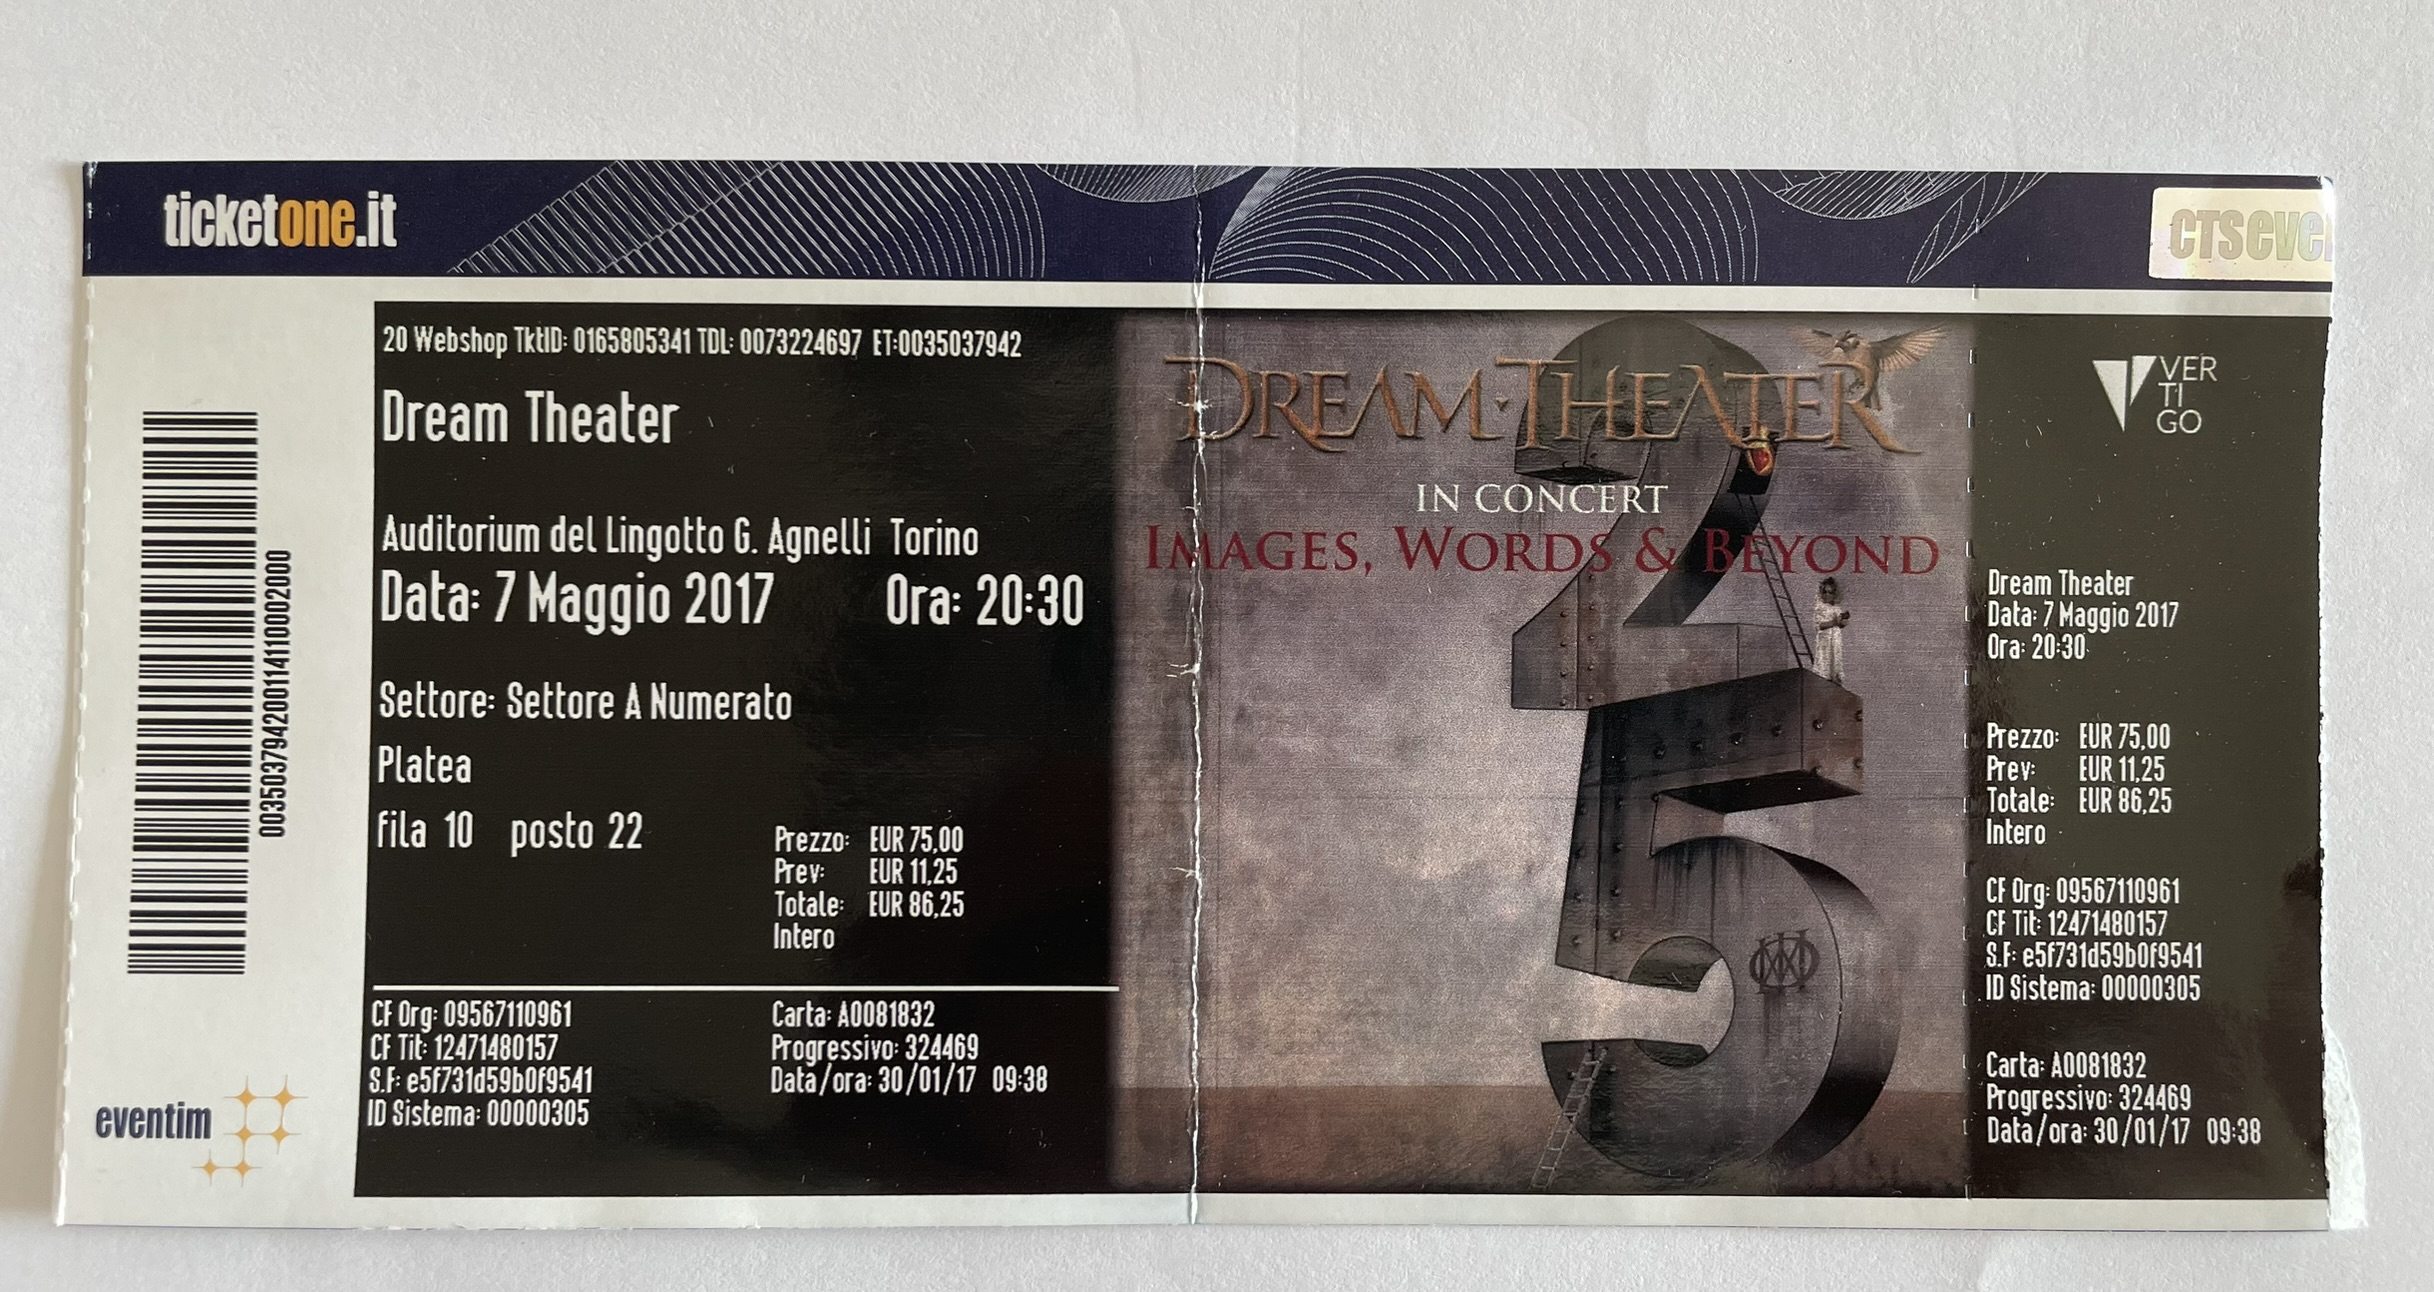 ticketone.it
CTSeve
20 Webshop TktID: 0165805341 TDL: 0073224697 ET:0035037942
Dream Theater
Auditorium del Lingotto G. Agnelli Torino
Data: 7 Maggio 2017 Ora: 20:30
Settore: Settore A Numerato
Platea
fila 10 posto 22
Prezzo: EUR 75,00
Prev: EUR 11,25
Totale: EUR 86,25
Intero
CF Org: 09567110961
CF Tit: 12471480157
S.F: e5f731d59b0f9541
ID Sistema: 00000305
Carta: A0081832
Progressivo: 324469
Data/ora: 30/01/17 09:38
003503794200114110002000
eventim
DREAM·THEATER
IN CONCERT
IMAGES, WORDS & BEYOND
25
VER
TI
GO
Dream Theater
Data: 7 Maggio 2017
Ora: 20:30
Prezzo: EUR 75,00
Prev: EUR 11,25
Totale: EUR 86,25
Intero
CF Org: 09567110961
CF Tit: 12471480157
S.F: e5f731d59b0f9541
ID Sistema: 00000305
Carta: A0081832
Progressivo: 324469
Data/ora: 30/01/17 09:38